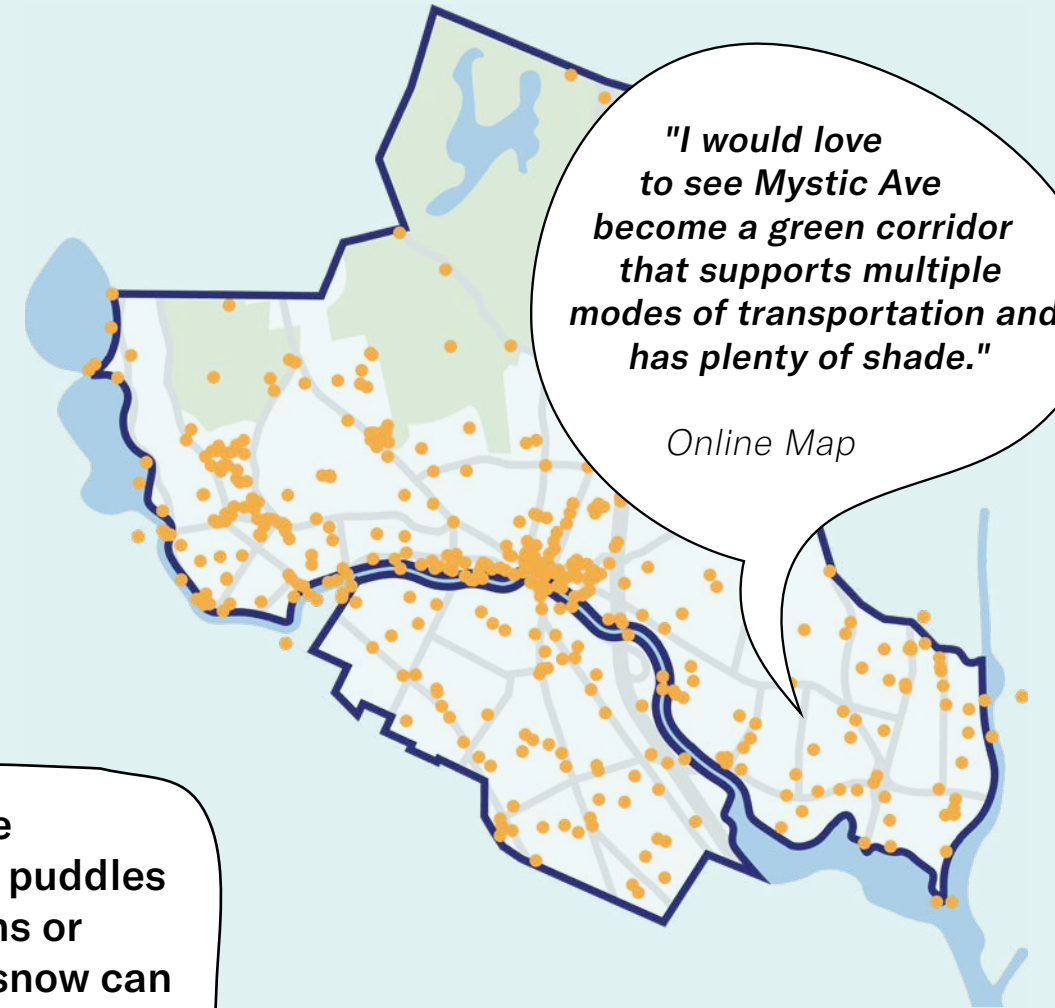 "I would love
to see Mystic Ave
become a green corridor
that supports multiple
modes of transportation and
has plenty of shade."
Online Map
puddles
or
snow can